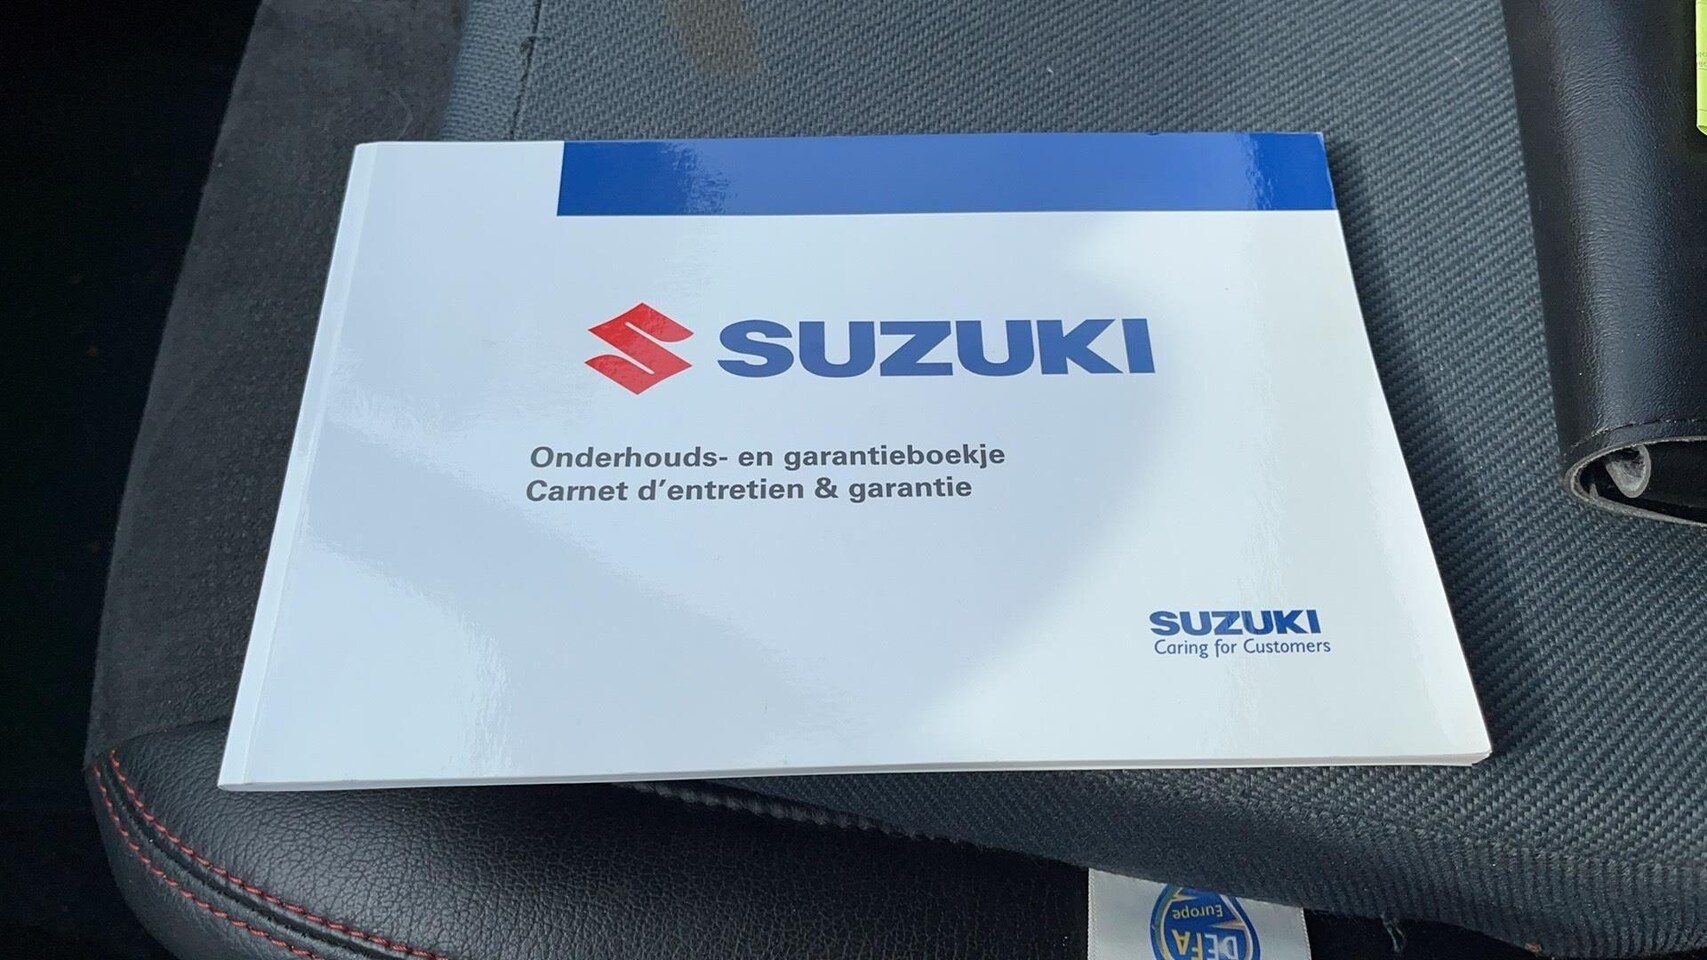 SUZUKI
Onderhouds- en garantieboekje
Carnet d'entretien & garantie
SUZUKI
Caring for Customers
DEFA
Europe